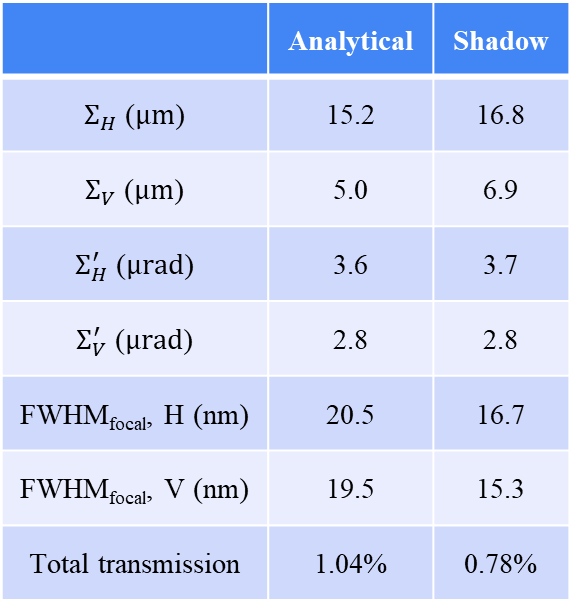 Analytical Shadow
Σ_H (μm) 15.2 16.8
Σ_V (μm) 5.0 6.9
Σ′_H (μrad) 3.6 3.7
Σ′_V (μrad) 2.8 2.8
FWHM_focal, H (nm) 20.5 16.7
FWHM_focal, V (nm) 19.5 15.3
Total transmission 1.04% 0.78%